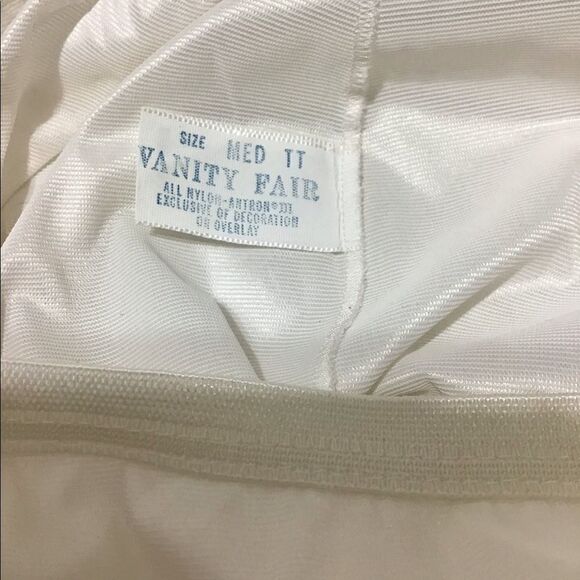 SIZE MED TT
VANITY FAIR
ALL NYLON-ANTRON® III
EXCLUSIVE OF DECORATION
OR OVERLAY